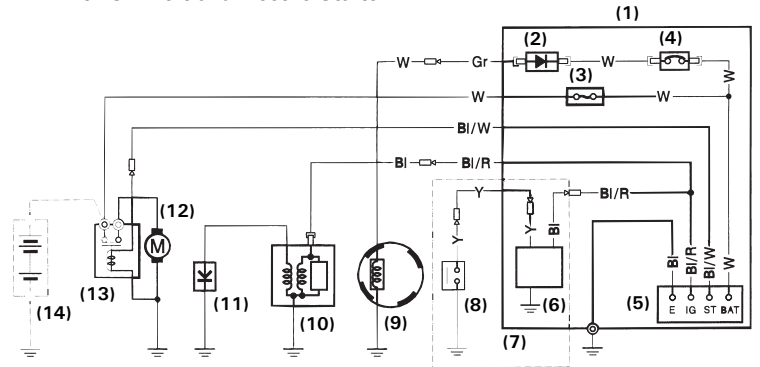 (1)
(2)
(4)
W
Gr
W
(3)
W
W
W
Bl/W
Bl
Bl/R
Y
Bl/R
(12)
Y
Bl
Y
M
Bl
Bl/R
Bl/W
W
(5)
E IG ST BAT
(14)
(13)
(11)
(10)
(9)
(8)
(6)
(7)